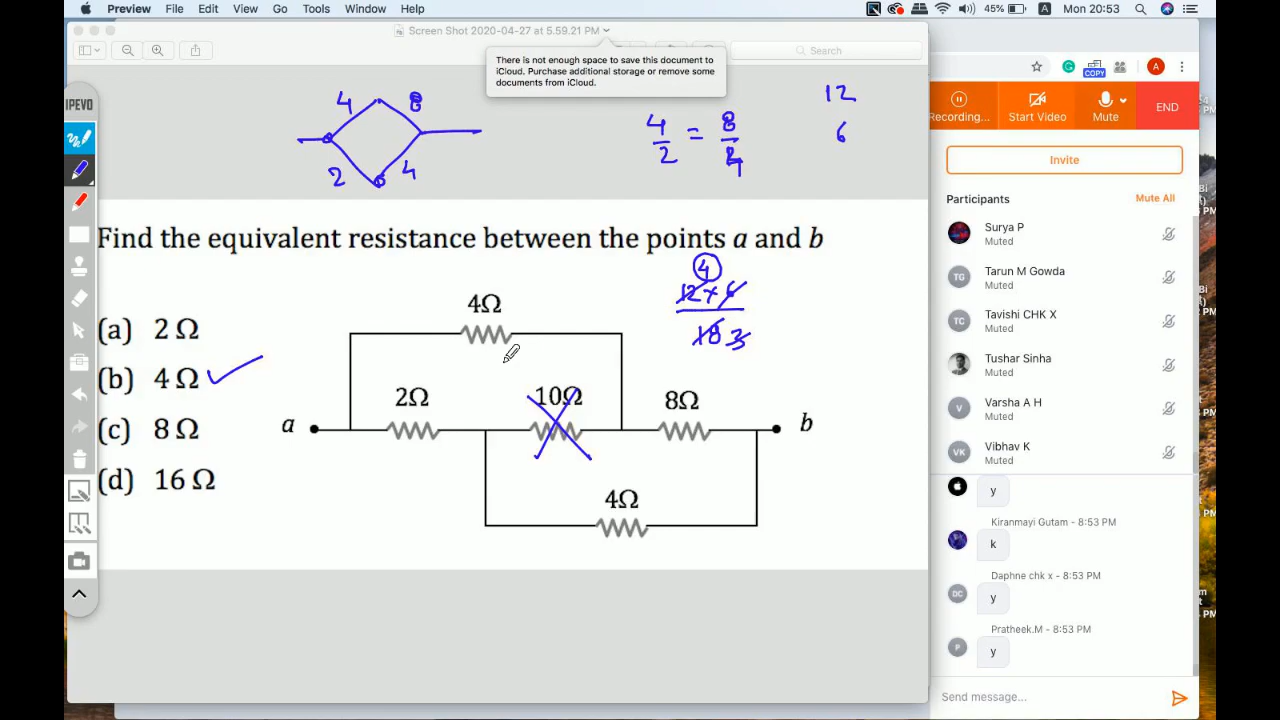 Preview File Edit View Go Tools Window Help 45% A Mon 20:53
Screen Shot 2020-04-27 at 5.59.21 PM
Search
There is not enough space to save this document to
iCloud. Purchase additional storage or remove some
documents from iCloud.
IPEVO
4 8
2 4
4/2 = 8/4
12
6
Find the equivalent resistance between the points a and b
4
12 × 6
18 3
(a) 2 Ω
(b) 4 Ω
(c) 8 Ω
(d) 16 Ω
4Ω
2Ω
10Ω
8Ω
a
b
4Ω
COPY
A
Recording...
Start Video
Mute
END
Invite
Participants
Mute All
Surya P
Muted
TG
Tarun M Gowda
Muted
TC
Tavishi CHK X
Muted
Tushar Sinha
Muted
V
Varsha A H
Muted
VK
Vibhav K
Muted
y
Kiranmayi Gutam - 8:53 PM
k
Daphne chk x - 8:53 PM
DC
y
Pratheek.M - 8:53 PM
P
y
Send message...